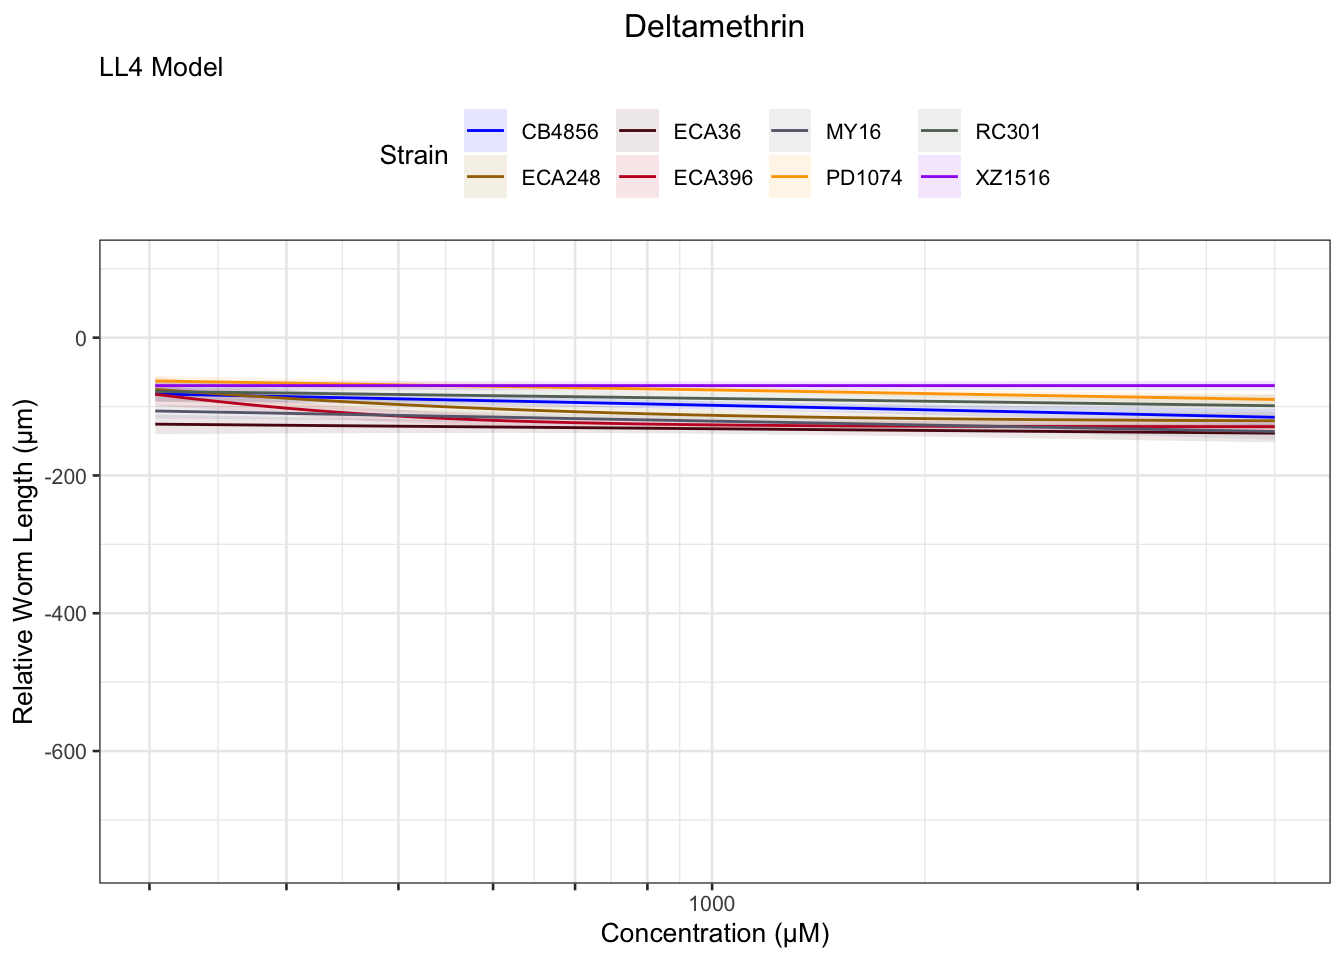 Deltamethrin
LL4 Model
Strain
CB4856 ECA36 MY16 RC301
ECA248 ECA396 PD1074 XZ1516
Relative Worm Length (µm)
0
-200
-400
-600
1000
Concentration (µM)